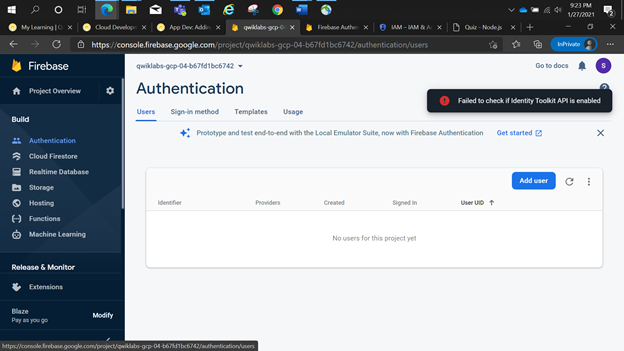 9:23 PM
1/27/2021
2
My Learning | Q
Cloud Develop
App Dev: Addin
qwiklabs-gcp-04
Firebase Authen
IAM – IAM & A
Quiz - Node.js
https://console.firebase.google.com/project/qwiklabs-gcp-04-b67fd1bc6742/authentication/users
InPrivate
Firebase
qwiklabs-gcp-04-b67fd1bc6742
Go to docs
S
Project Overview
Authentication
Failed to check if Identity Toolkit API is enabled
Users
Sign-in method
Templates
Usage
Build
Prototype and test end-to-end with the Local Emulator Suite, now with Firebase Authentication
Get started
Authentication
Cloud Firestore
Realtime Database
Storage
Hosting
Functions
Machine Learning
Add user
Identifier
Providers
Created
Signed In
User UID
No users for this project yet
Release & Monitor
Extensions
Blaze
Pay as you go
Modify
https://console.firebase.google.com/project/qwiklabs-gcp-04-b67fd1bc6742/authentication/users